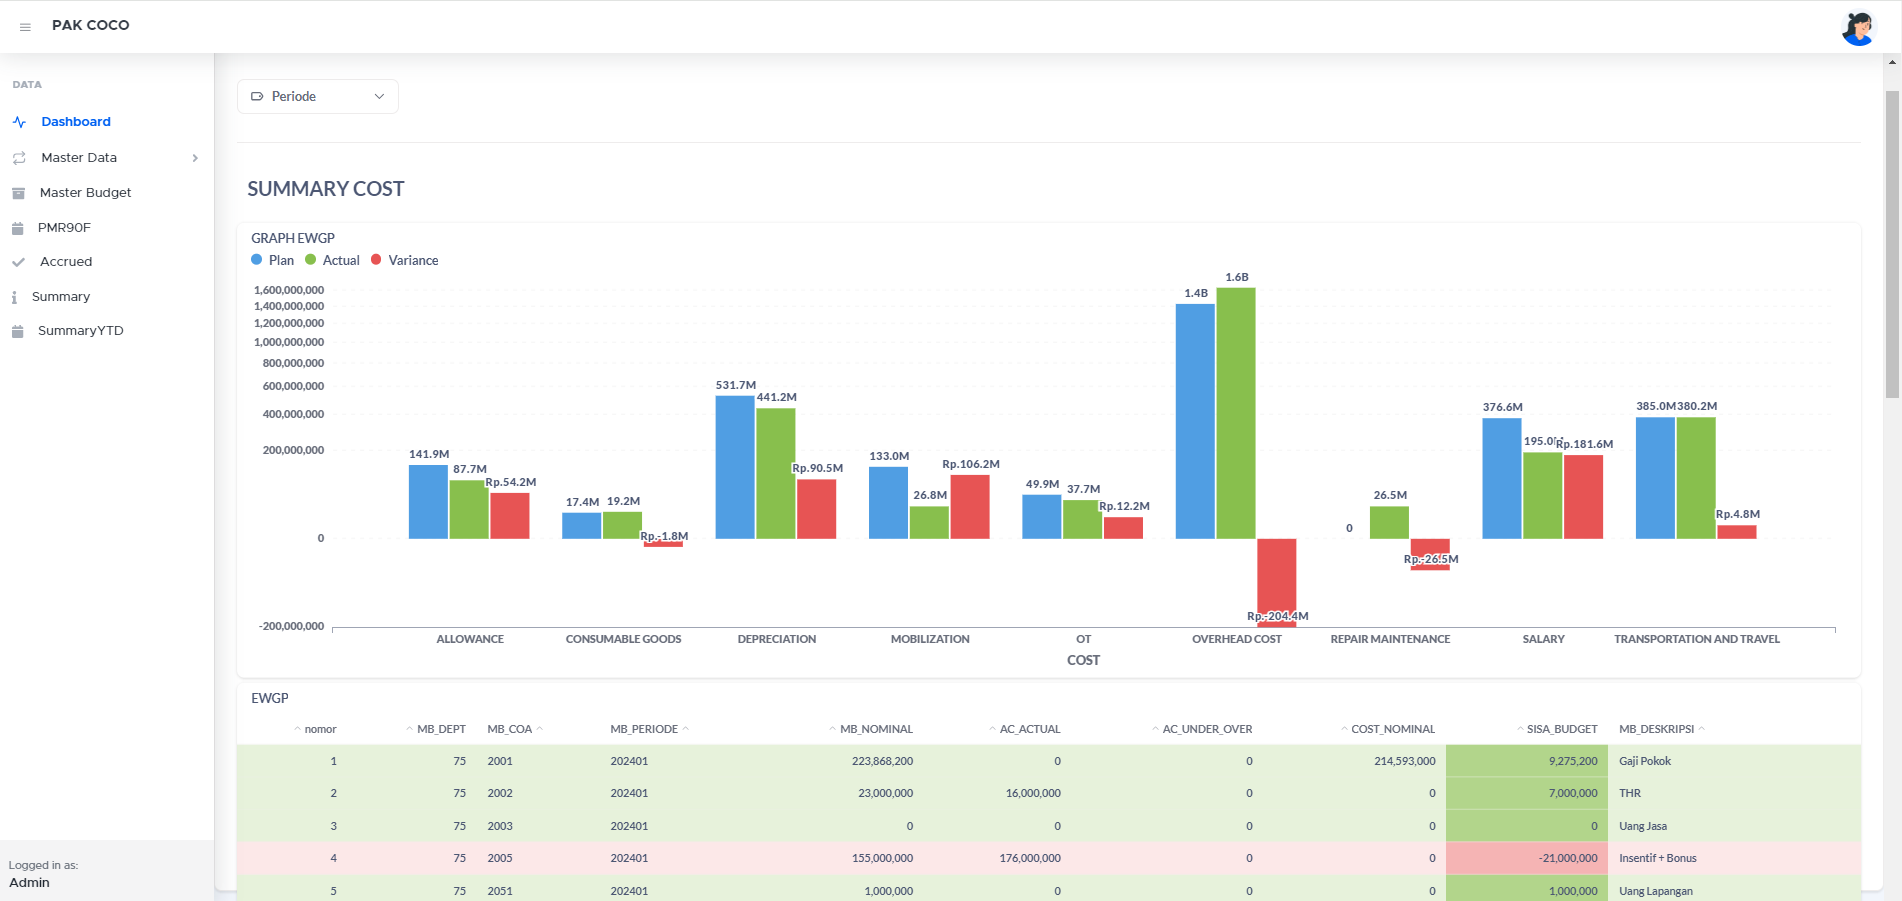 PAK COCO
DATA
Dashboard
Master Data
Master Budget
PMR90F
Accrued
Summary
SummaryYTD
Logged in as:
Admin
Periode
SUMMARY COST
GRAPH EWGP
Plan Actual Variance
1,600,000,000
1,400,000,000
1,200,000,000
1,000,000,000
800,000,000
600,000,000
400,000,000
200,000,000
0
-200,000,000
141.9M 87.7M Rp.54.2M
17.4M 19.2M Rp.-1.8M
531.7M 441.2M Rp.90.5M
133.0M 26.8M Rp.106.2M
49.9M 37.7M Rp.12.2M
1.4B 1.6B Rp.-204.4M
0 26.5M Rp.-26.5M
376.6M 195.0M Rp.181.6M
385.0M 380.2M Rp.4.8M
ALLOWANCE CONSUMABLE GOODS DEPRECIATION MOBILIZATION OT OVERHEAD COST REPAIR MAINTENANCE SALARY TRANSPORTATION AND TRAVEL
COST
EWGP
nomor MB_DEPT MB_COA MB_PERIODE MB_NOMINAL AC_ACTUAL AC_UNDER_OVER COST_NOMINAL SISA_BUDGET MB_DESKRIPSI
1 75 2001 202401 223,868,200 0 0 214,593,000 9,275,200 Gaji Pokok
2 75 2002 202401 23,000,000 16,000,000 0 0 7,000,000 THR
3 75 2003 202401 0 0 0 0 0 Uang Jasa
4 75 2005 202401 155,000,000 176,000,000 0 0 -21,000,000 Insentif + Bonus
5 75 2051 202401 1,000,000 0 0 0 1,000,000 Uang Lapangan